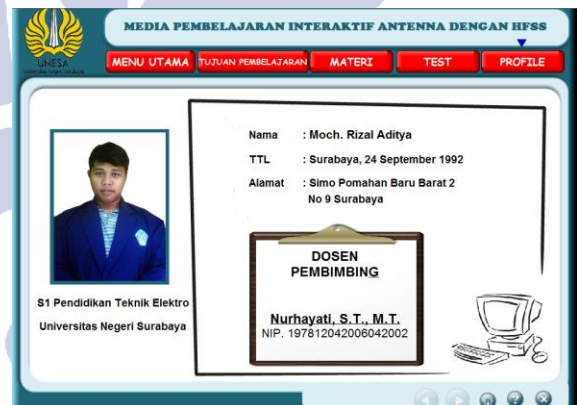 MEDIA PEMBELAJARAN INTERAKTIF ANTENNA DENGAN HFSS
UNESA
MENU UTAMA
TUJUAN PEMBELAJARAN
MATERI
TEST
PROFILE
Nama : Moch. Rizal Aditya
TTL : Surabaya, 24 September 1992
Alamat : Simo Pomahan Baru Barat 2
No 9 Surabaya
DOSEN
PEMBIMBING
Nurhayati, S.T., M.T.
NIP. 197812042006042002
S1 Pendidikan Teknik Elektro
Universitas Negeri Surabaya